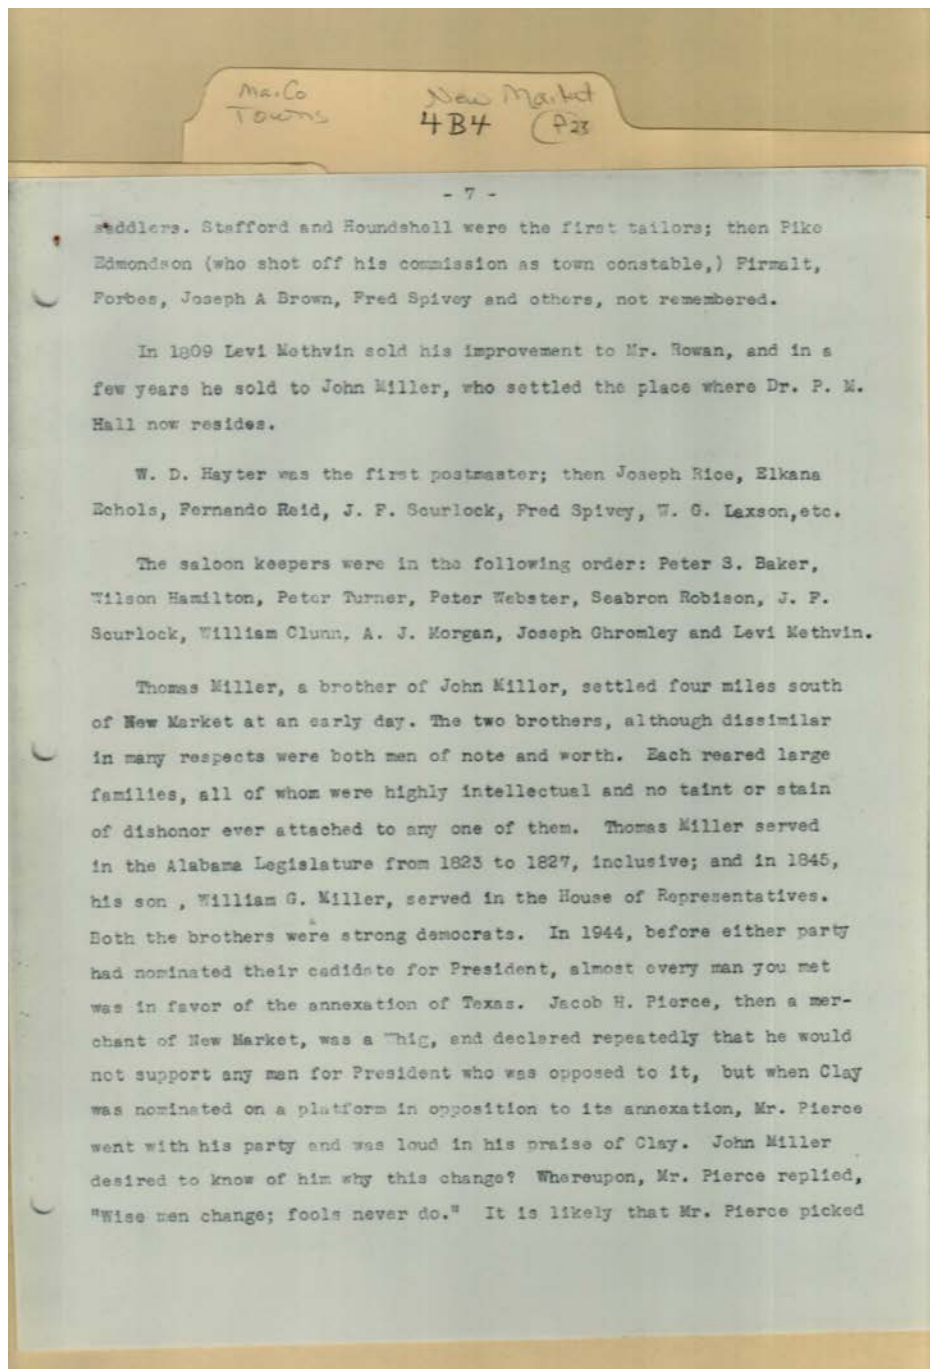 Ma. Co
Towns
New Market
4B4 (P23
- 7 -
saddlers. Stafford and Houndshell were the first tailors; then Pike
Edmondson (who shot off his commission as town constable,) Firmalt,
Forbes, Joseph A Brown, Fred Spivey and others, not remembered.
In 1809 Levi Methvin sold his improvement to Mr. Rowan, and in a
few years he sold to John Miller, who settled the place where Dr. P. M.
Hall now resides.
W. D. Hayter was the first postmaster; then Joseph Rice, Elkana
Echols, Fernando Reid, J. F. Scurlock, Fred Spivey, W. G. Laxson,etc.
The saloon keepers were in the following order: Peter S. Baker,
Wilson Hamilton, Peter Turner, Peter Webster, Seabron Robison, J. F.
Scurlock, William Clunn, A. J. Morgan, Joseph Ghromley and Levi Methvin.
Thomas Miller, a brother of John Miller, settled four miles south
of New Market at an early day. The two brothers, although dissimilar
in many respects were both men of note and worth. Each reared large
families, all of whom were highly intellectual and no taint or stain
of dishonor ever attached to any one of them. Thomas Miller served
in the Alabama Legislature from 1823 to 1827, inclusive; and in 1845,
his son , William G. Miller, served in the House of Representatives.
Both the brothers were strong democrats. In 1944, before either party
had nominated their cadidate for President, almost every man you met
was in favor of the annexation of Texas. Jacob H. Pierce, then a mer-
chant of New Market, was a Whig, and declared repeatedly that he would
not support any man for President who was opposed to it, but when Clay
was nominated on a platform in opposition to its annexation, Mr. Pierce
went with his party and was loud in his praise of Clay. John Miller
desired to know of him why this change? Whereupon, Mr. Pierce replied,
"Wise men change; fools never do." It is likely that Mr. Pierce picked